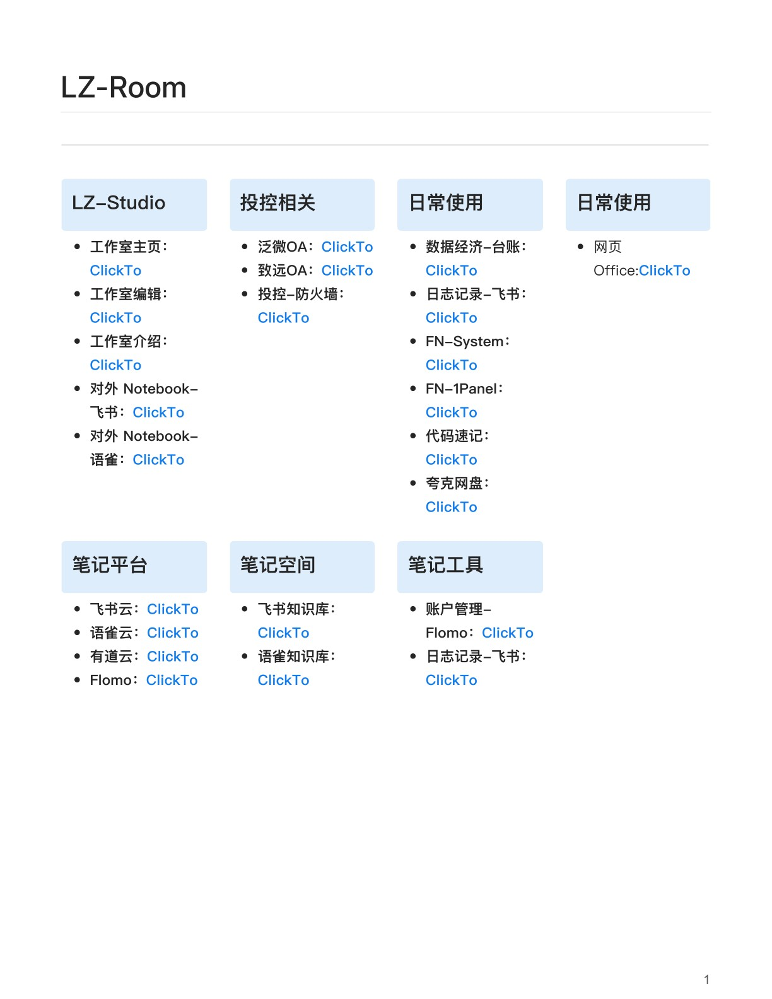 LZ-Room
LZ-Studio
工作室主页：
ClickTo
工作室编辑：
ClickTo
工作室介绍：
ClickTo
对外 Notebook-
飞书：ClickTo
对外 Notebook-
语雀：ClickTo
投控相关
泛微OA：ClickTo
致远OA：ClickTo
投控-防火墙：
ClickTo
日常使用
数据经济-台账：
ClickTo
日志记录-飞书：
ClickTo
FN-System：
ClickTo
FN-1Panel：
ClickTo
代码速记：
ClickTo
夸克网盘：
ClickTo
日常使用
网页
Office:ClickTo
笔记平台
飞书云：ClickTo
语雀云：ClickTo
有道云：ClickTo
Flomo：ClickTo
笔记空间
飞书知识库：
ClickTo
语雀知识库：
ClickTo
笔记工具
账户管理-
Flomo：ClickTo
日志记录-飞书：
ClickTo
1